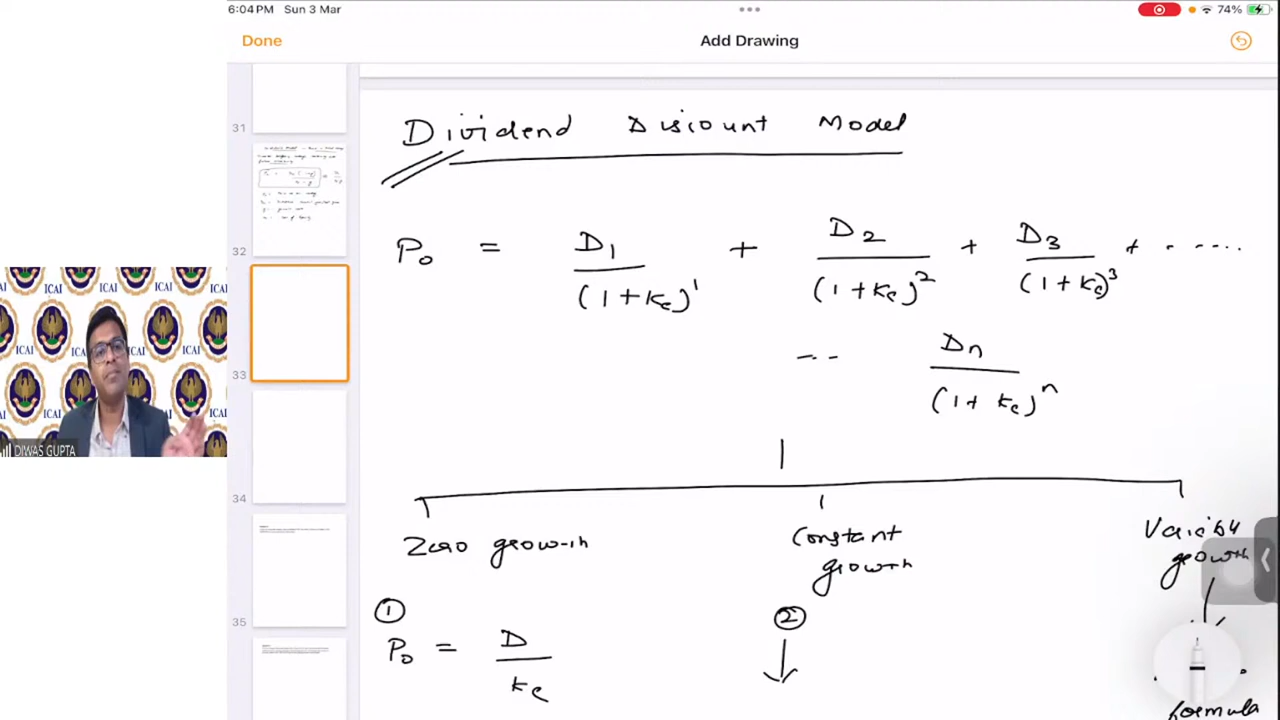 6:04 PM Sun 3 Mar
74%
Done
Add Drawing
31
32
33
34
35
ICAI
DIWAS GUPTA
Dividend Discount Model
P₀ = D₁/(1+kₑ)¹ + D₂/(1+kₑ)² + D₃/(1+kₑ)³ + .....
-- Dn/(1+kₑ)ⁿ
Zero growth
Constant growth
growth
①
②
P₀ = D/kₑ
formula